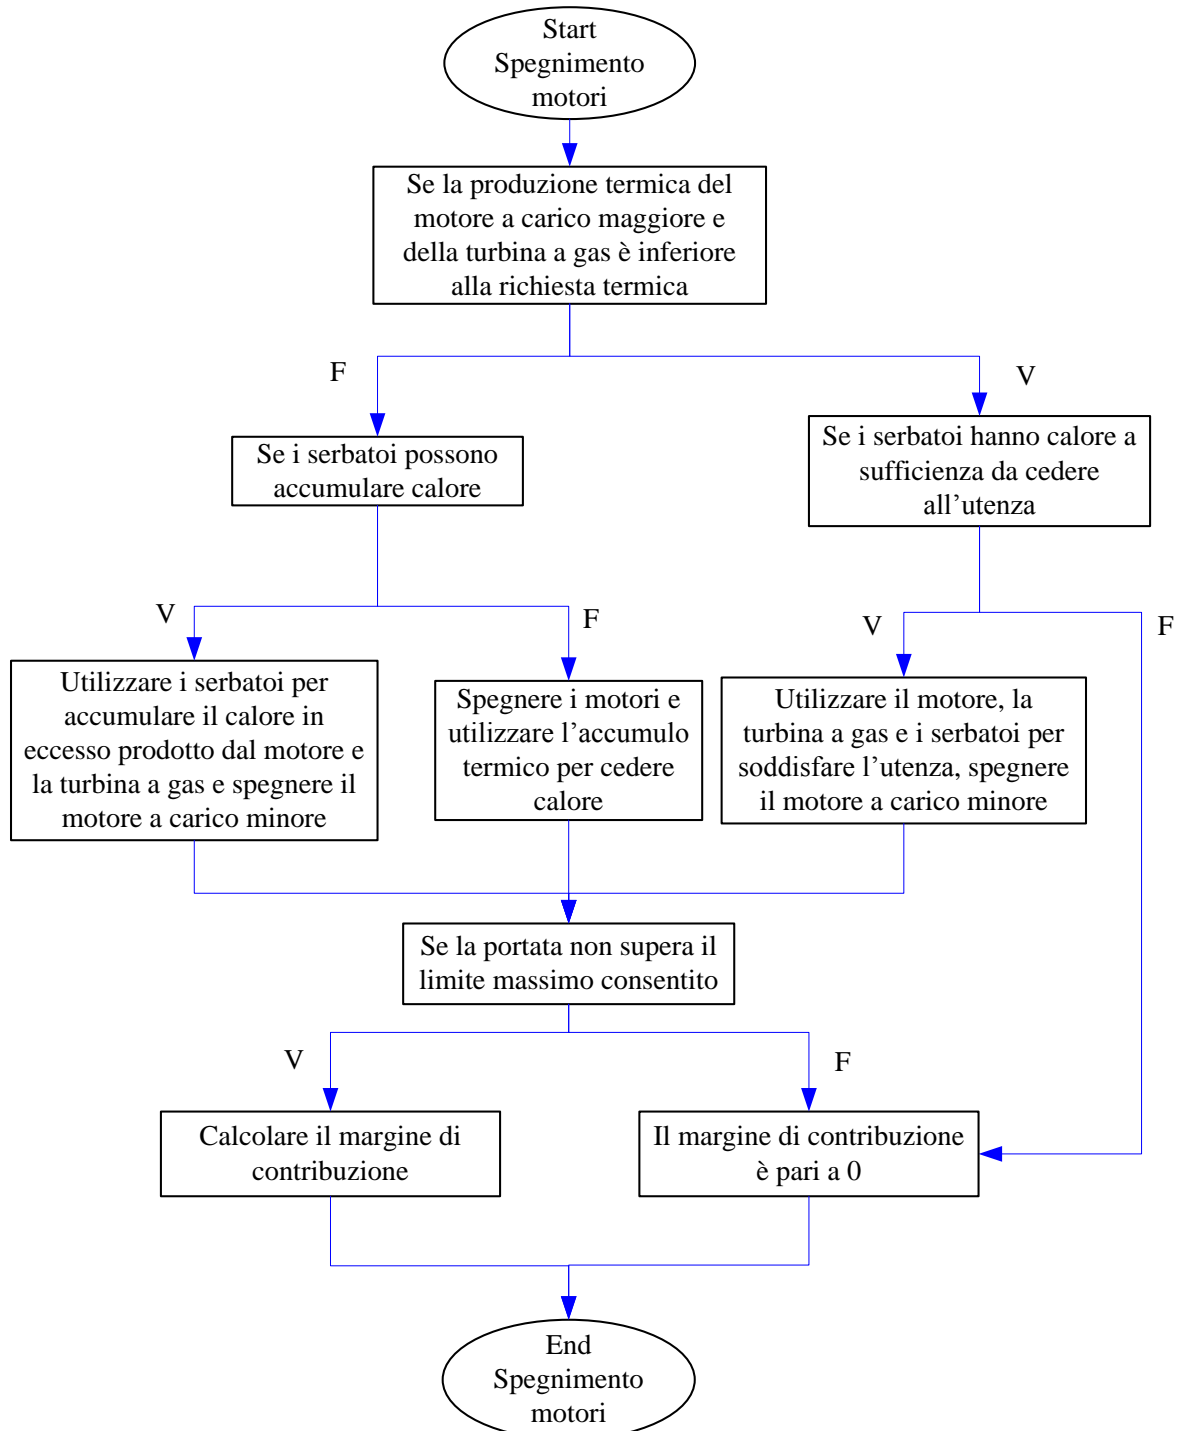 Start
Spegnimento
motori
Se la produzione termica del
motore a carico maggiore e
della turbina a gas è inferiore
alla richiesta termica
F
V
Se i serbatoi possono
accumulare calore
Se i serbatoi hanno calore a
sufficienza da cedere
all’utenza
V
F
V
F
Utilizzare i serbatoi per
accumulare il calore in
eccesso prodotto dal motore e
la turbina a gas e spegnere il
motore a carico minore
Spegnere i motori e
utilizzare l’accumulo
termico per cedere
calore
Utilizzare il motore, la
turbina a gas e i serbatoi per
soddisfare l’utenza, spegnere
il motore a carico minore
Se la portata non supera il
limite massimo consentito
V
F
Calcolare il margine di
contribuzione
Il margine di contribuzione
è pari a 0
End
Spegnimento
motori